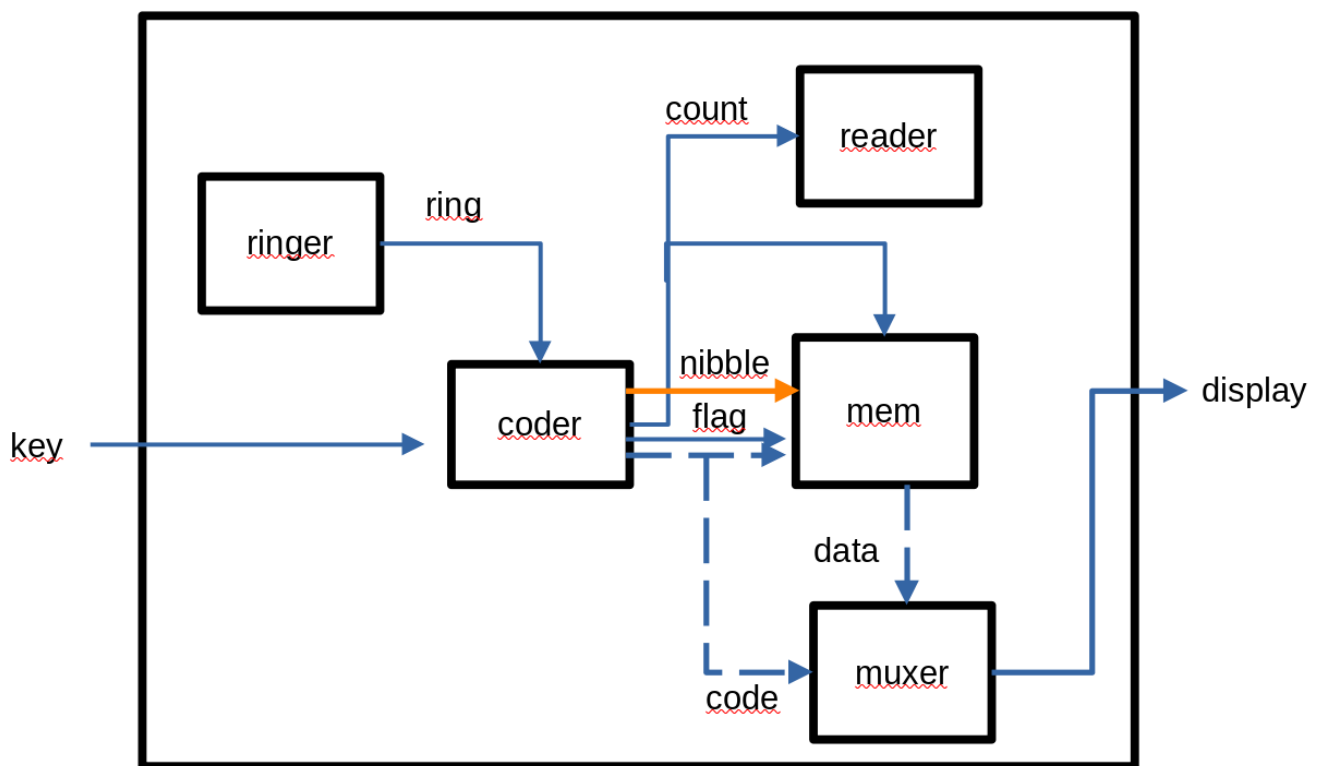 count
reader
ring
ringer
nibble
flag
mem
coder
display
key
data
muxer
code